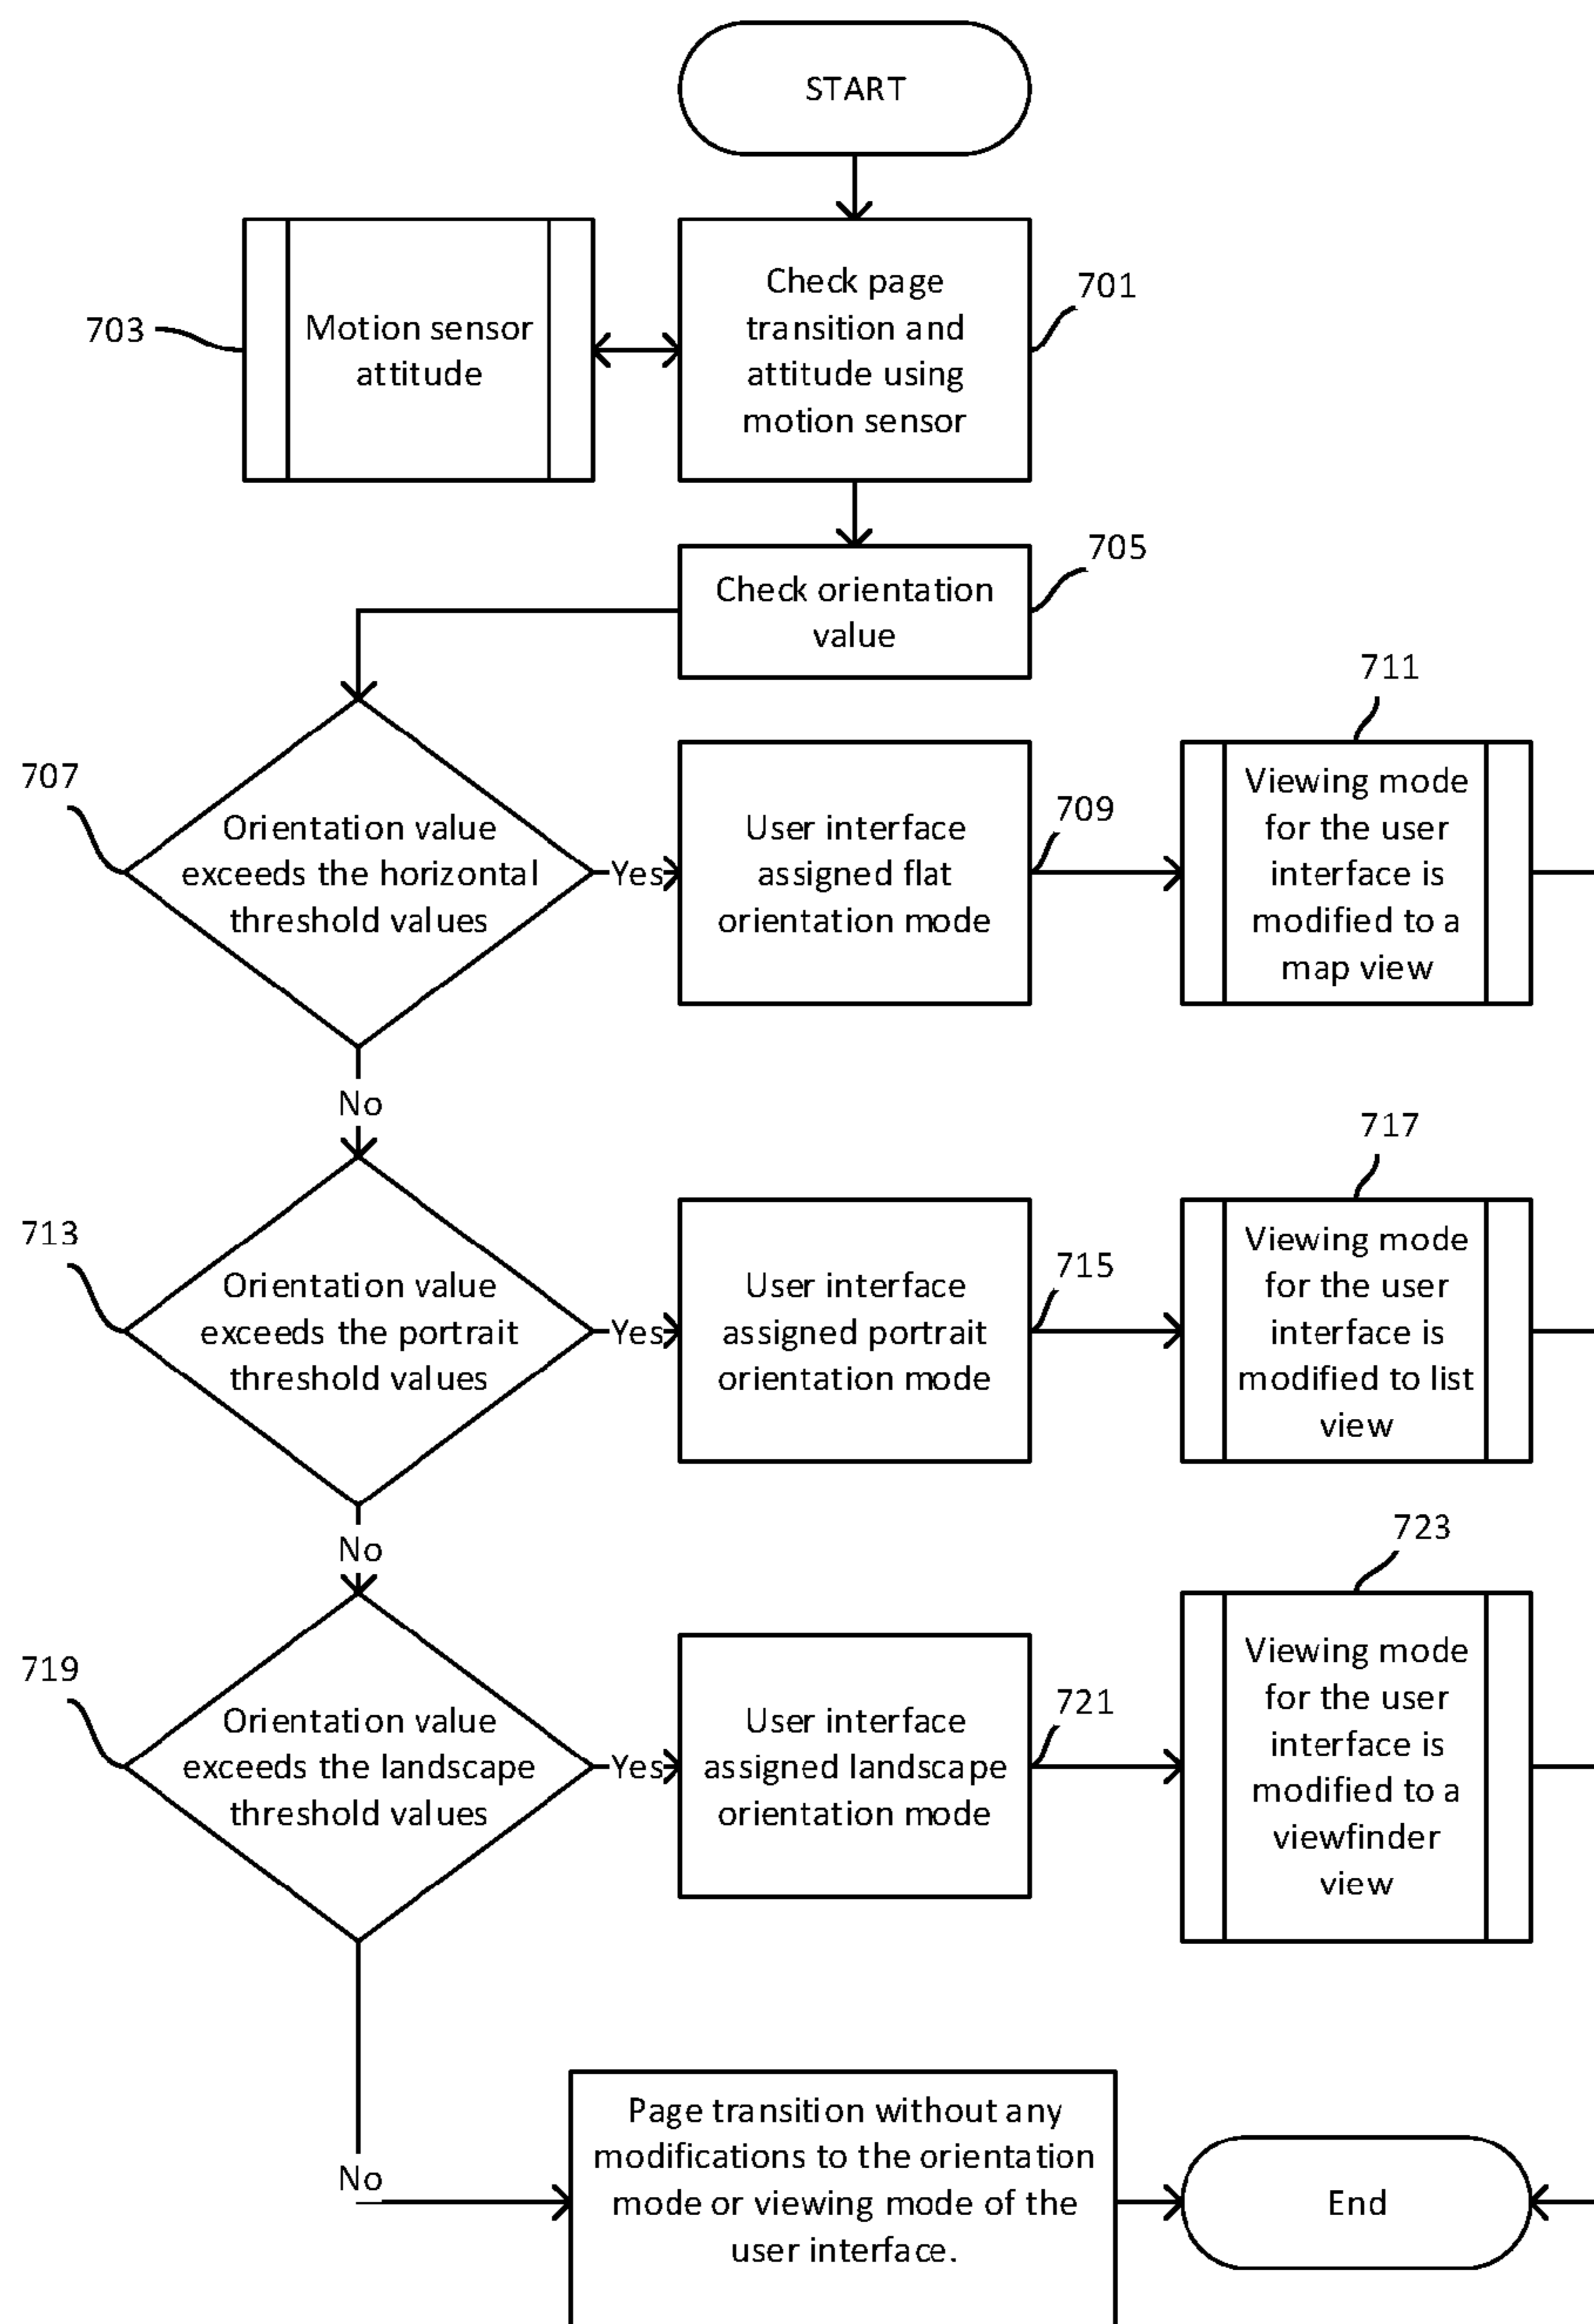 START
703
Motion sensor
attitude
Check page
transition and
attitude using
motion sensor
701
Check orientation
value
705
707
Orientation value
exceeds the horizontal
threshold values
Yes
User interface
assigned flat
orientation mode
709
711
Viewing mode
for the user
interface is
modified to a
map view
No
713
Orientation value
exceeds the portrait
threshold values
Yes
User interface
assigned portrait
orientation mode
715
717
Viewing mode
for the user
interface is
modified to list
view
No
719
Orientation value
exceeds the landscape
threshold values
Yes
User interface
assigned landscape
orientation mode
721
723
Viewing mode
for the user
interface is
modified to a
viewfinder
view
No
Page transition without any
modifications to the orientation
mode or viewing mode of the
user interface.
End